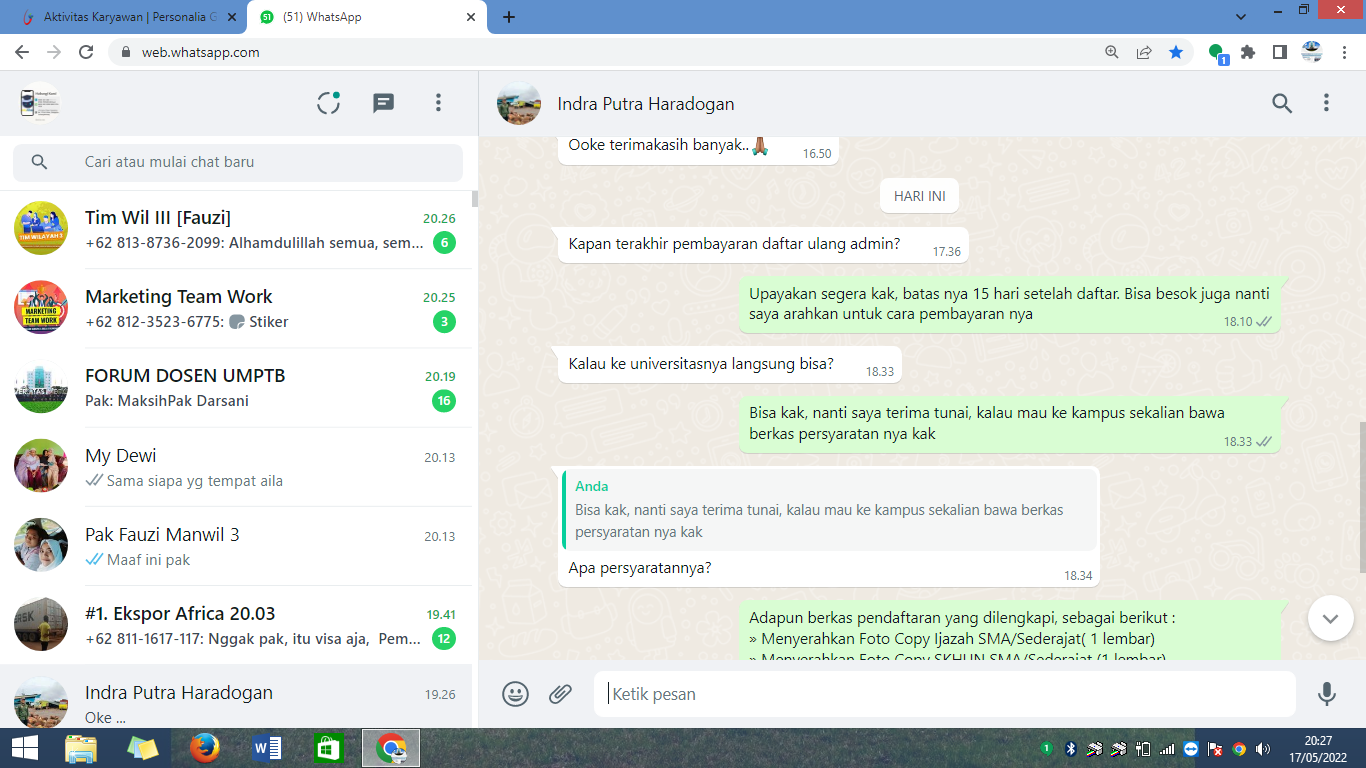 Aktivitas Karyawan | Personalia G
(51) WhatsApp
web.whatsapp.com
Indra Putra Haradogan
Cari atau mulai chat baru
Tim Wil III [Fauzi]
20.26
+62 813-8736-2099: Alhamdulillah semua, sem...
6
Marketing Team Work
20.25
+62 812-3523-6775: Stiker
3
FORUM DOSEN UMPTB
20.19
Pak: MaksihPak Darsani
16
My Dewi
20.13
Sama siapa yg tempat aila
Pak Fauzi Manwil 3
20.13
Maaf ini pak
#1. Ekspor Africa 20.03
19.41
+62 811-1617-117: Nggak pak, itu visa aja, Pem...
12
Indra Putra Haradogan
19.26
Oke ...
Ooke terimakasih banyak..🙏🏽
16.50
HARI INI
Kapan terakhir pembayaran daftar ulang admin?
17.36
Upayakan segera kak, batas nya 15 hari setelah daftar. Bisa besok juga nanti
saya arahkan untuk cara pembayaran nya
18.10
Kalau ke universitasnya langsung bisa?
18.33
Bisa kak, nanti saya terima tunai, kalau mau ke kampus sekalian bawa
berkas persyaratan nya kak
18.33
Anda
Bisa kak, nanti saya terima tunai, kalau mau ke kampus sekalian bawa berkas
persyaratan nya kak
Apa persyaratannya?
18.34
Adapun berkas pendaftaran yang dilengkapi, sebagai berikut :
» Menyerahkan Foto Copy Ijazah SMA/Sederajat( 1 lembar)
» Menyerahkan Foto Copy SKHUN SMA/Sederajat (1 lembar)
Ketik pesan
20:27
17/05/2022